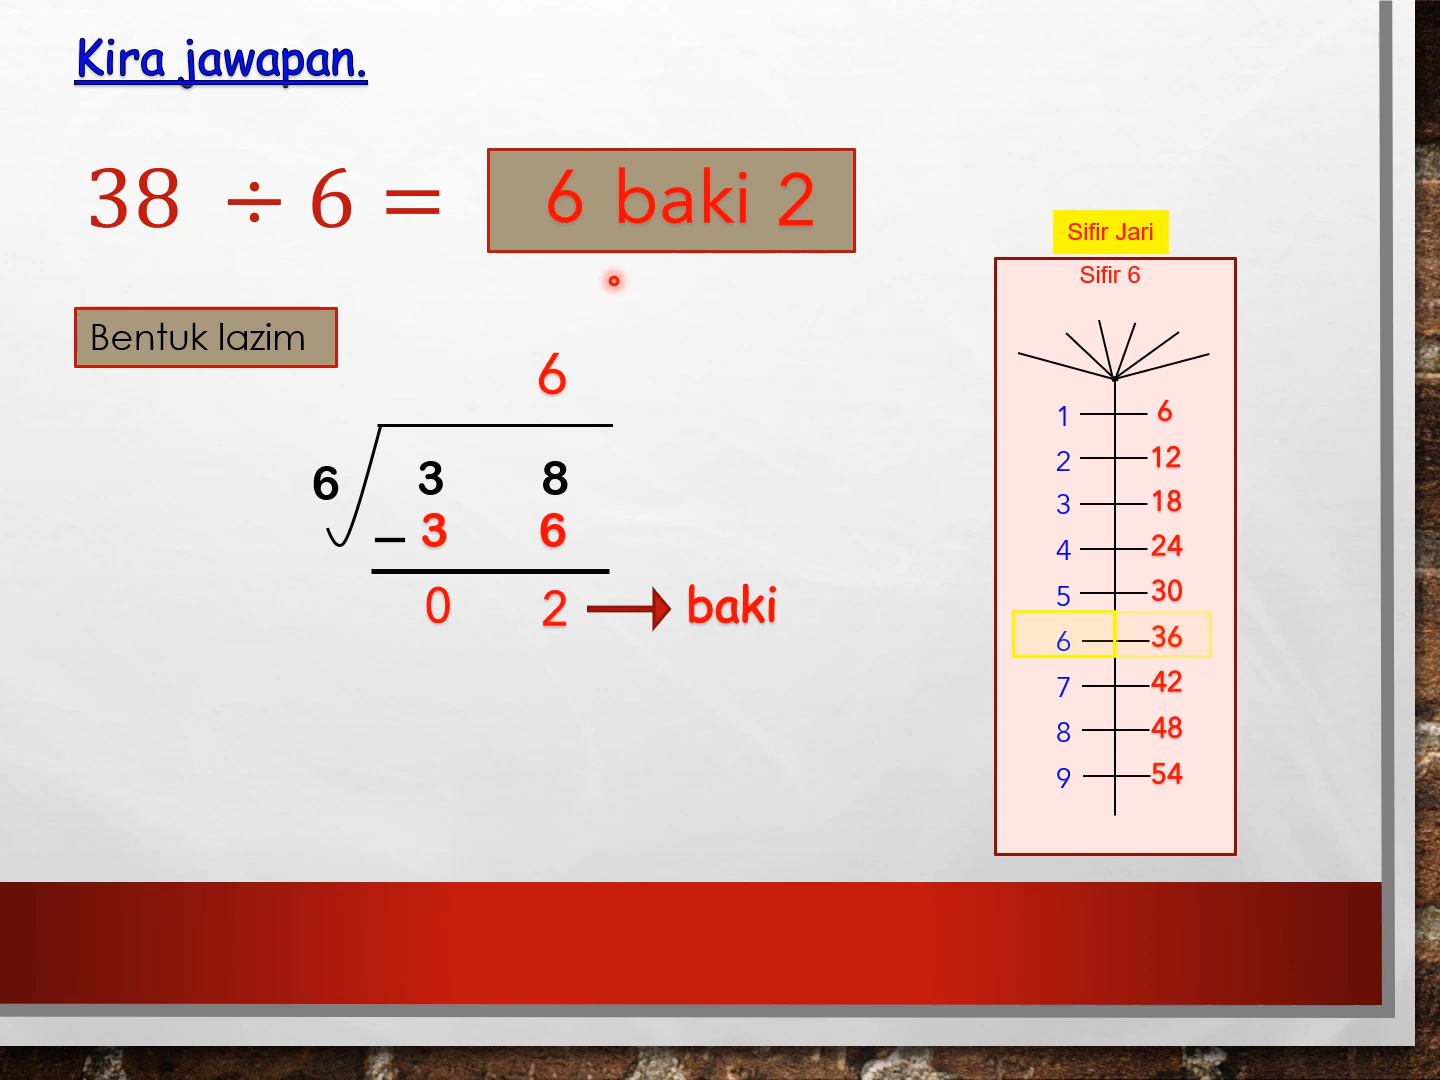 Kira jawapan.
38 ÷ 6 = 6 baki 2
Bentuk lazim
6
6 3 8
– 3 6
0 2 baki
Sifir Jari
Sifir 6
1 6
2 12
3 18
4 24
5 30
6 36
7 42
8 48
9 54